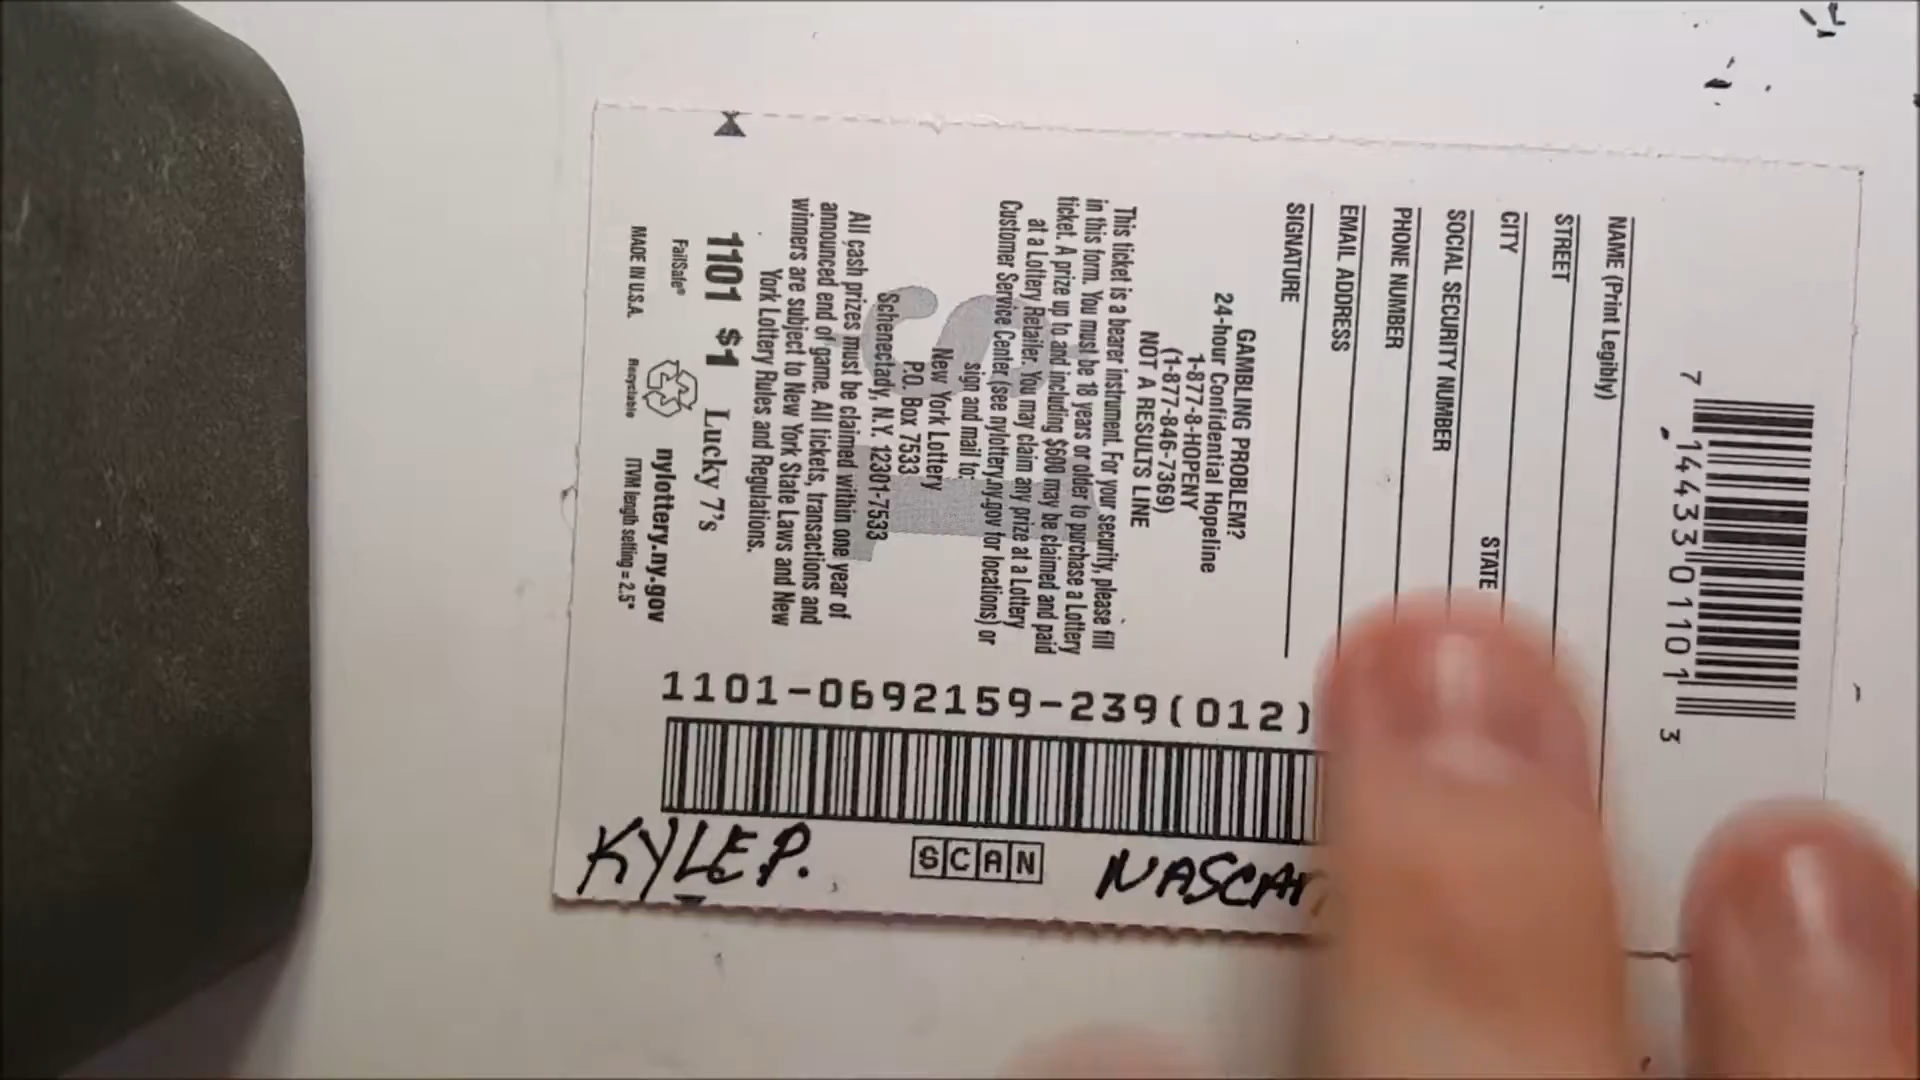 7 14433 01101 3
NAME (Print Legibly)
STREET
CITY STATE
SOCIAL SECURITY NUMBER
PHONE NUMBER
EMAIL ADDRESS
SIGNATURE
GAMBLING PROBLEM?
24-hour Confidential Hopeline
1-877-8-HOPENY
(1-877-846-7369)
NOT A RESULTS LINE
This ticket is a bearer instrument. For your security, please fill
in this form. You must be 18 years or older to purchase a Lottery
ticket. A prize up to and including $600 may be claimed and paid
at a Lottery Retailer. You may claim any prize at a Lottery
Customer Service Center (see nylottery.ny.gov for locations) or
sign and mail to:
New York Lottery
P.O. Box 7533
Schenectady, N.Y. 12301-7533
All cash prizes must be claimed within one year of
announced end of game. All tickets, transactions and
winners are subject to New York State Laws and New
York Lottery Rules and Regulations.
1101 $1 Lucky 7's
FailSafe® Recyclable nylottery.ny.gov
MADE IN U.S.A. ITVM length setting = 2.5"
1101-0692159-239(012)
KYLE P. SCAN